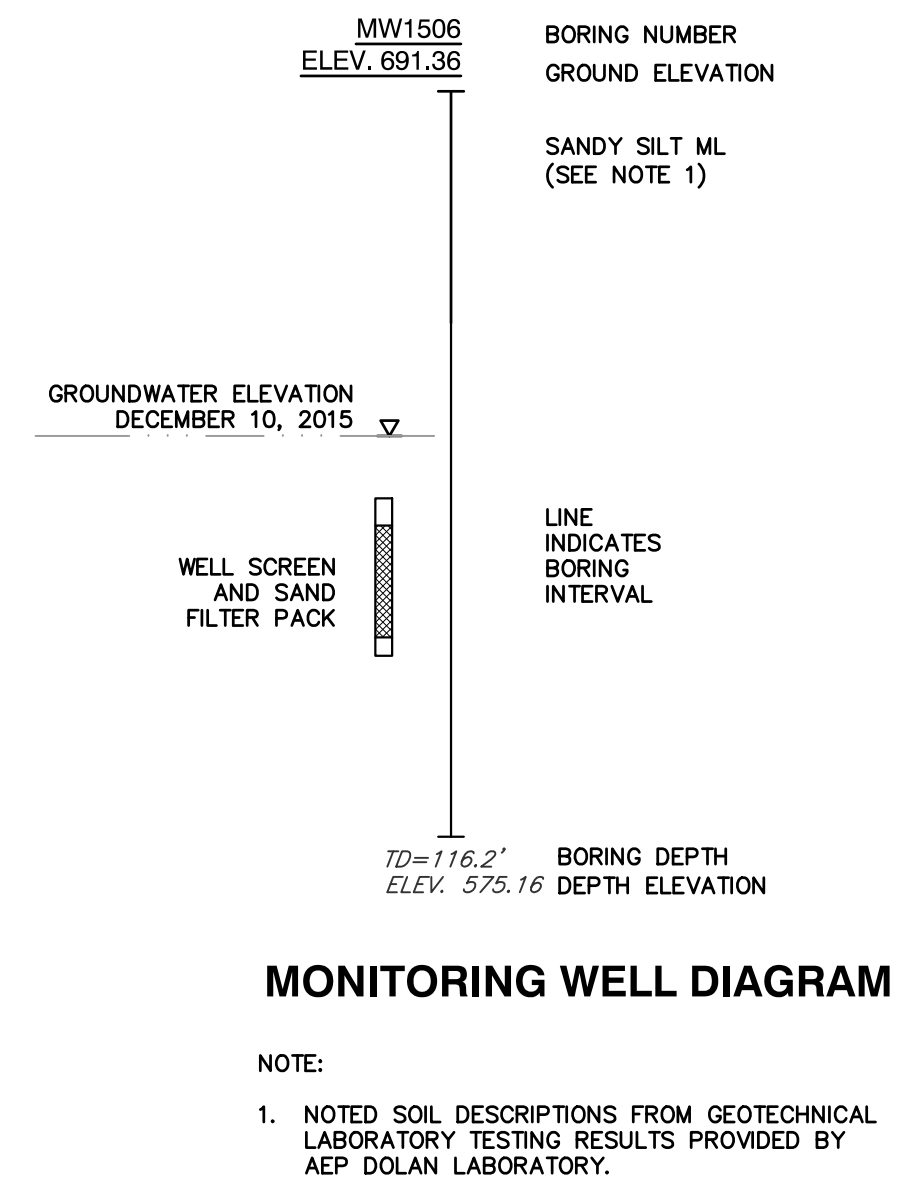 MW1506
BORING NUMBER
ELEV. 691.36
GROUND ELEVATION
SANDY SILT ML
(SEE NOTE 1)
GROUNDWATER ELEVATION
DECEMBER 10, 2015
WELL SCREEN
AND SAND
FILTER PACK
LINE
INDICATES
BORING
INTERVAL
TD=116.2'
BORING DEPTH
ELEV. 575.16
DEPTH ELEVATION
MONITORING WELL DIAGRAM
NOTE:
1. NOTED SOIL DESCRIPTIONS FROM GEOTECHNICAL
LABORATORY TESTING RESULTS PROVIDED BY
AEP DOLAN LABORATORY.